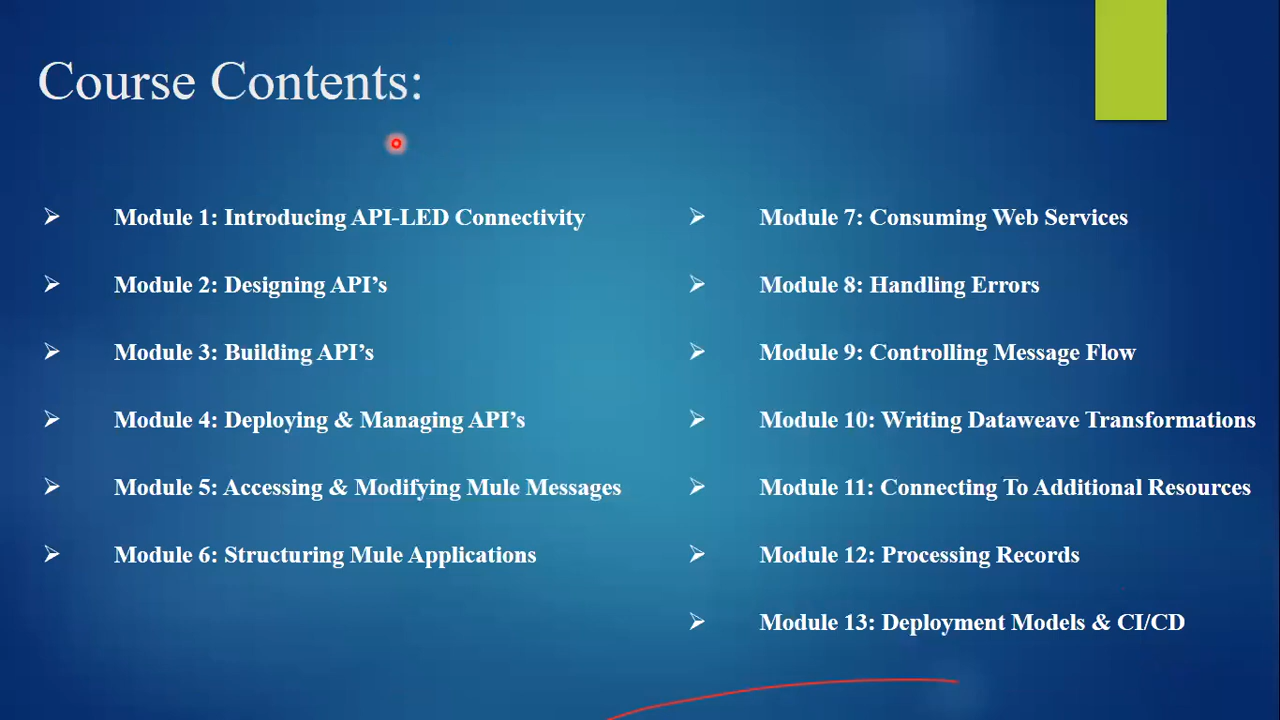 Course Contents:
Module 1: Introducing API-LED Connectivity
Module 2: Designing API’s
Module 3: Building API’s
Module 4: Deploying & Managing API’s
Module 5: Accessing & Modifying Mule Messages
Module 6: Structuring Mule Applications
Module 7: Consuming Web Services
Module 8: Handling Errors
Module 9: Controlling Message Flow
Module 10: Writing Dataweave Transformations
Module 11: Connecting To Additional Resources
Module 12: Processing Records
Module 13: Deployment Models & CI/CD